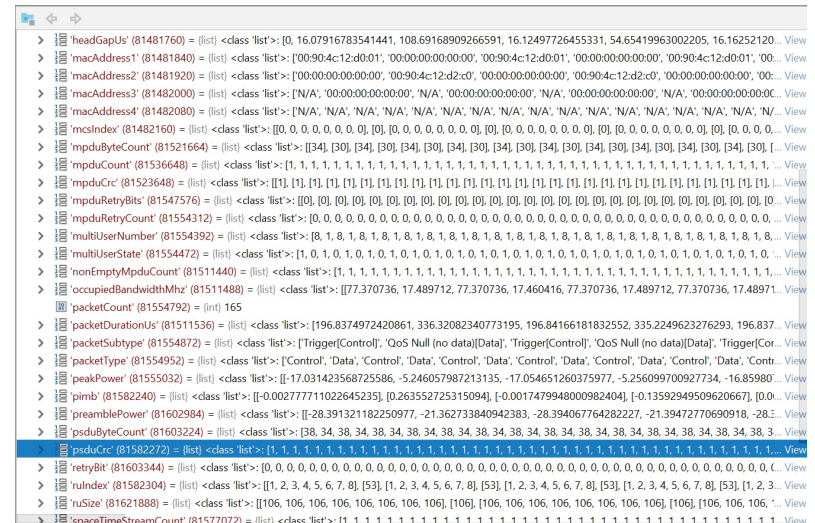 'headGapUs' (81481760) = {list} <class 'list'>: [0, 16.07916783541441, 108.69168909266591, 16.12497726455331, 54.65419963002205, 16.16252120... View
'macAddress1' (81481840) = {list} <class 'list'>: ['00:90:4c:12:d0:01', '00:00:00:00:00:00', '00:90:4c:12:d0:01', '00:00:00:00:00:00', '00:90:4c:12:d0:01', '00:... View
'macAddress2' (81481920) = {list} <class 'list'>: ['00:00:00:00:00:00', '00:90:4c:12:d2:c0', '00:00:00:00:00:00', '00:90:4c:12:d2:c0', '00:00:00:00:00:00', '00:... View
'macAddress3' (81482000) = {list} <class 'list'>: ['N/A', '00:00:00:00:00:00', 'N/A', '00:00:00:00:00:00', 'N/A', '00:00:00:00:00:00', 'N/A', '00:00:00:00:00:0(... View
'macAddress4' (81482080) = {list} <class 'list'>: ['N/A', 'N/A', 'N/A', 'N/A', 'N/A', 'N/A', 'N/A', 'N/A', 'N/A', 'N/A', 'N/A', 'N/A', 'N/A', 'N/A', 'N/A', 'N/... View
'mcsIndex' (81482160) = {list} <class 'list'>: [[0, 0, 0, 0, 0, 0, 0, 0], [0], [0, 0, 0, 0, 0, 0, 0, 0], [0], [0, 0, 0, 0, 0, 0, 0, 0], [0], [0, 0, 0, 0, 0, 0, 0, 0], [0], [0, 0, 0, 0,... View
'mpduByteCount' (81521664) = {list} <class 'list'>: [[34], [30], [34], [30], [34], [30], [34], [30], [34], [30], [34], [30], [34], [30], [34], [30], [34], [30], [... View
'mpduCount' (81536648) = {list} <class 'list'>: [1, 1, 1, 1, 1, 1, 1, 1, 1, 1, 1, 1, 1, 1, 1, 1, 1, 1, 1, 1, 1, 1, 1, 1, 1, 1, 1, 1, 1, 1, 1, 1, 1, 1, 1, 1, 1, 1, ... View
'mpduCrc' (81523648) = {list} <class 'list'>: [[1], [1], [1], [1], [1], [1], [1], [1], [1], [1], [1], [1], [1], [1], [1], [1], [1], [1], [1], [1], [1], [1], [1], [1], [1], [1], ... View
'mpduRetryBits' (81547576) = {list} <class 'list'>: [[0], [0], [0], [0], [0], [0], [0], [0], [0], [0], [0], [0], [0], [0], [0], [0], [0], [0], [0], [0], [0], [0], [0], [0... View
'mpduRetryCount' (81554312) = {list} <class 'list'>: [0, 0, 0, 0, 0, 0, 0, 0, 0, 0, 0, 0, 0, 0, 0, 0, 0, 0, 0, 0, 0, 0, 0, 0, 0, 0, 0, 0, 0, 0, 0, 0, 0, 0, ... View
'multiUserNumber' (81554392) = {list} <class 'list'>: [8, 1, 8, 1, 8, 1, 8, 1, 8, 1, 8, 1, 8, 1, 8, 1, 8, 1, 8, 1, 8, 1, 8, 1, 8, 1, 8, 1, 8, 1, 8, 1, 8, 1, 8,... View
'multiUserState' (81554472) = {list} <class 'list'>: [1, 0, 1, 0, 1, 0, 1, 0, 1, 0, 1, 0, 1, 0, 1, 0, 1, 0, 1, 0, 1, 0, 1, 0, 1, 0, 1, 0, 1, 0, 1, 0, 1, 0, 1, 0,... View
'nonEmptyMpduCount' (81511440) = {list} <class 'list'>: [1, 1, 1, 1, 1, 1, 1, 1, 1, 1, 1, 1, 1, 1, 1, 1, 1, 1, 1, 1, 1, 1, 1, 1, 1, 1, 1, 1, 1, 1, 1, 1,... View
'occupiedBandwidthMhz' (81511488) = {list} <class 'list'>: [[77.370736, 17.489712, 77.370736, 17.460416, 77.370736, 17.489712, 77.370736, 17.48971... View
'packetCount' (81554792) = {int} 165
'packetDurationUs' (81511536) = {list} <class 'list'>: [196.8374972420861, 336.32082340773195, 196.84166181832552, 335.2249623276293, 196.837... View
'packetSubtype' (81554872) = {list} <class 'list'>: ['Trigger[Control]', 'QoS Null (no data)[Data]', 'Trigger[Control]', 'QoS Null (no data)[Data]', 'Trigger[Cor... View
'packetType' (81554952) = {list} <class 'list'>: ['Control', 'Data', 'Control', 'Data', 'Control', 'Data', 'Control', 'Data', 'Control', 'Data', 'Control', 'Data', 'Contr... View
'peakPower' (81555032) = {list} <class 'list'>: [[-17.031423568725586, -5.246057987213135, -17.054651260375977, -5.256099700927734, -16.85980... View
'pimb' (81582240) = {list} <class 'list'>: [[-0.002777711022645235], [0.263552725315094], [-0.0017479948000982404], [-0.13592949509620667], [0.0(... View
'preamblePower' (81602984) = {list} <class 'list'>: [[-28.391321182250977, -21.362733840942383, -28.394067764282227, -21.39472770690918, -28.3... View
'psduByteCount' (81603224) = {list} <class 'list'>: [38, 34, 38, 34, 38, 34, 38, 34, 38, 34, 38, 34, 38, 34, 38, 34, 38, 34, 38, 34, 38, 34, 38, 34, 38, 34, 38, 3... View
'psduCrc' (81582272) = {list} <class 'list'>: [1, 1, 1, 1, 1, 1, 1, 1, 1, 1, 1, 1, 1, 1, 1, 1, 1, 1, 1, 1, 1, 1, 1, 1, 1, 1, 1, 1, 1, 1, 1, 1, 1, 1, 1, 1, 1, 1, 1, 1,... View
'retryBit' (81603344) = {list} <class 'list'>: [0, 0, 0, 0, 0, 0, 0, 0, 0, 0, 0, 0, 0, 0, 0, 0, 0, 0, 0, 0, 0, 0, 0, 0, 0, 0, 0, 0, 0, 0, 0, 0, 0, 0, 0, 0, 0, 0, (... View
'ruIndex' (81582304) = {list} <class 'list'>: [[1, 2, 3, 4, 5, 6, 7, 8], [53], [1, 2, 3, 4, 5, 6, 7, 8], [53], [1, 2, 3, 4, 5, 6, 7, 8], [53], [1, 2, 3, 4, 5, 6, 7, 8], [53], [1, 2, 3... View
'ruSize' (81621888) = {list} <class 'list'>: [[106, 106, 106, 106, 106, 106, 106, 106], [106], [106, 106, 106, 106, 106, 106, 106, 106], [106], [106, 106, 106, '... View
'spaceTimeStreamCount' (81577072) = {list} <class 'list'>: [1, 1, 1, 1, 1, 1, 1, 1, 1, 1, 1, 1, 1, 1, 1, 1, 1, 1, 1, 1, 1, 1, 1, 1, 1, 1, 1, 1, 1, 1,... View